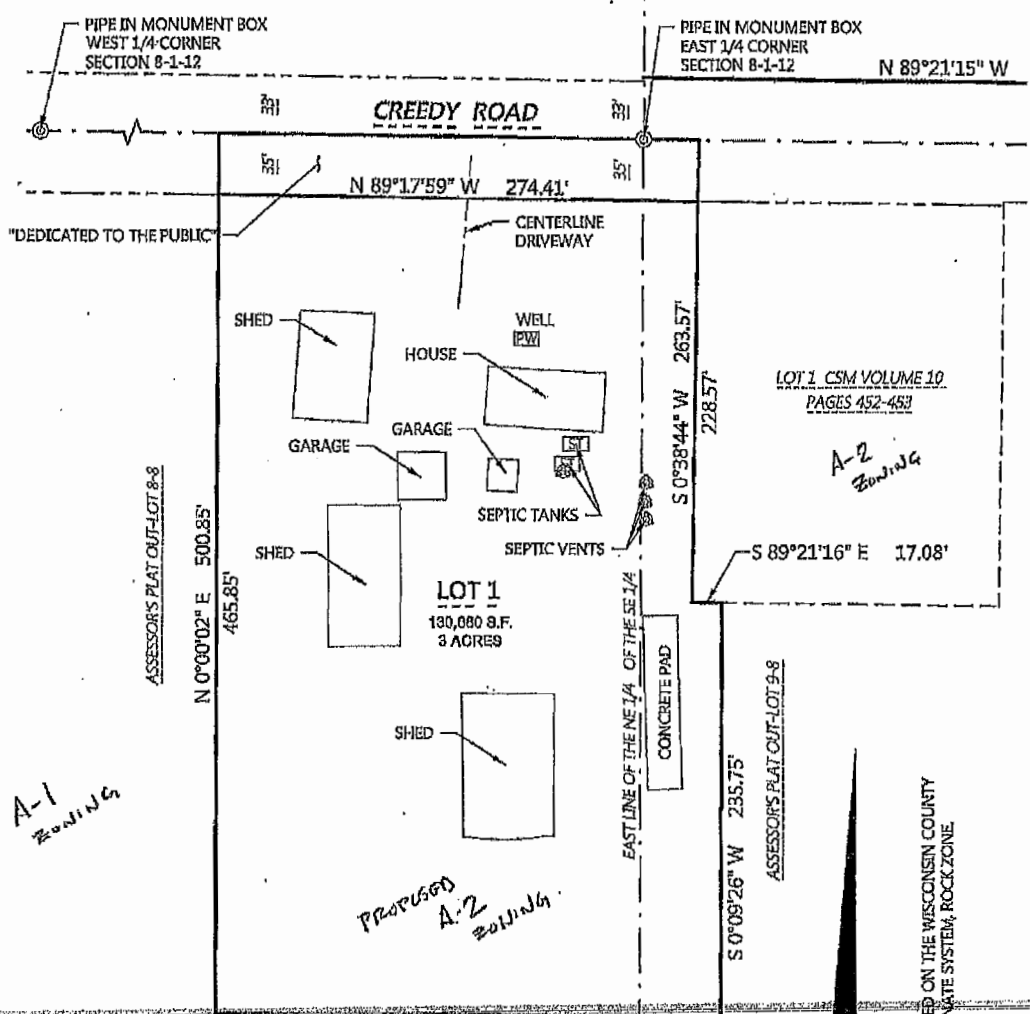 PIPE IN MONUMENT BOX
WEST 1/4 CORNER
SECTION 8-1-12
PIPE IN MONUMENT BOX
EAST 1/4 CORNER
SECTION 8-1-12
N 89°21'15" W
33'
CREEDY ROAD
33'
35'
35'
N 89°17'59" W 274.41'
"DEDICATED TO THE PUBLIC"
CENTERLINE
DRIVEWAY
SHED
WELL
PW
HOUSE
GARAGE
GARAGE
ST
SEPTIC TANKS
SEPTIC VENTS
S 0°38'44" W 263.57'
228.57'
LOT 1 CSM VOLUME 10
PAGES 452-453
A-2
ZONING
S 89°21'16" E 17.08'
ASSESSOR'S PLAT OUT-LOT 8-8
N 0°00'02" E 500.85'
465.85'
SHED
LOT 1
130,680 S.F.
3 ACRES
EAST LINE OF THE NE 1/4 OF THE SE 1/4
CONCRETE PAD
SHED
S 0°09'26" W 235.75'
ASSESSOR'S PLAT OUT-LOT 9-8
A-1
ZONING
PROPOSED
A-2
ZONING
ED ON THE WISCONSIN COUNTY
NATE SYSTEM, ROCK ZONE.